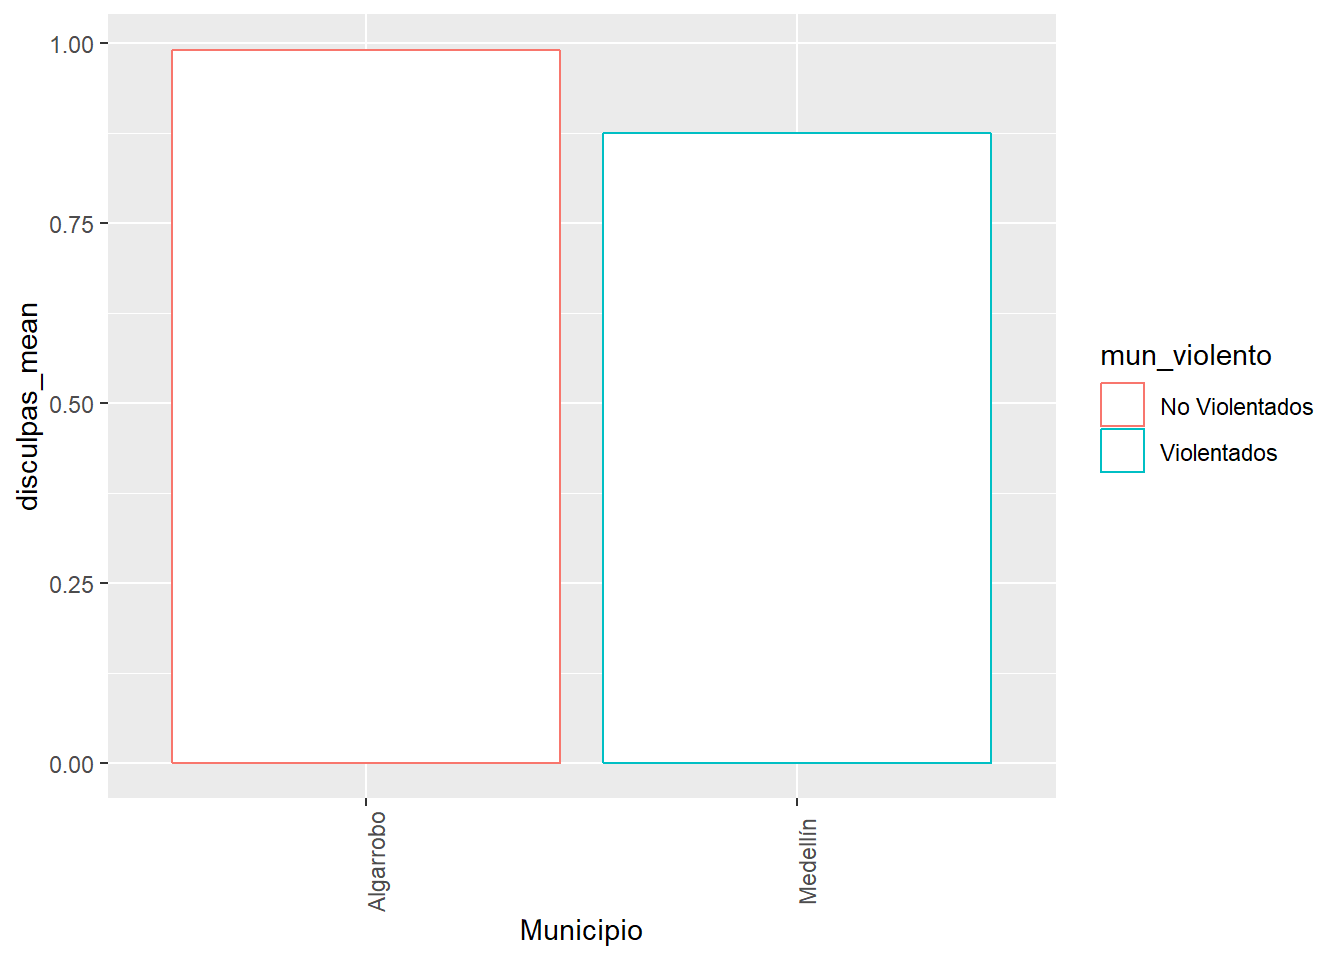 1.00
0.75
0.50
0.25
0.00
disculpas_mean
Algarrobo
Medellín
Municipio
mun_violento
No Violentados
Violentados